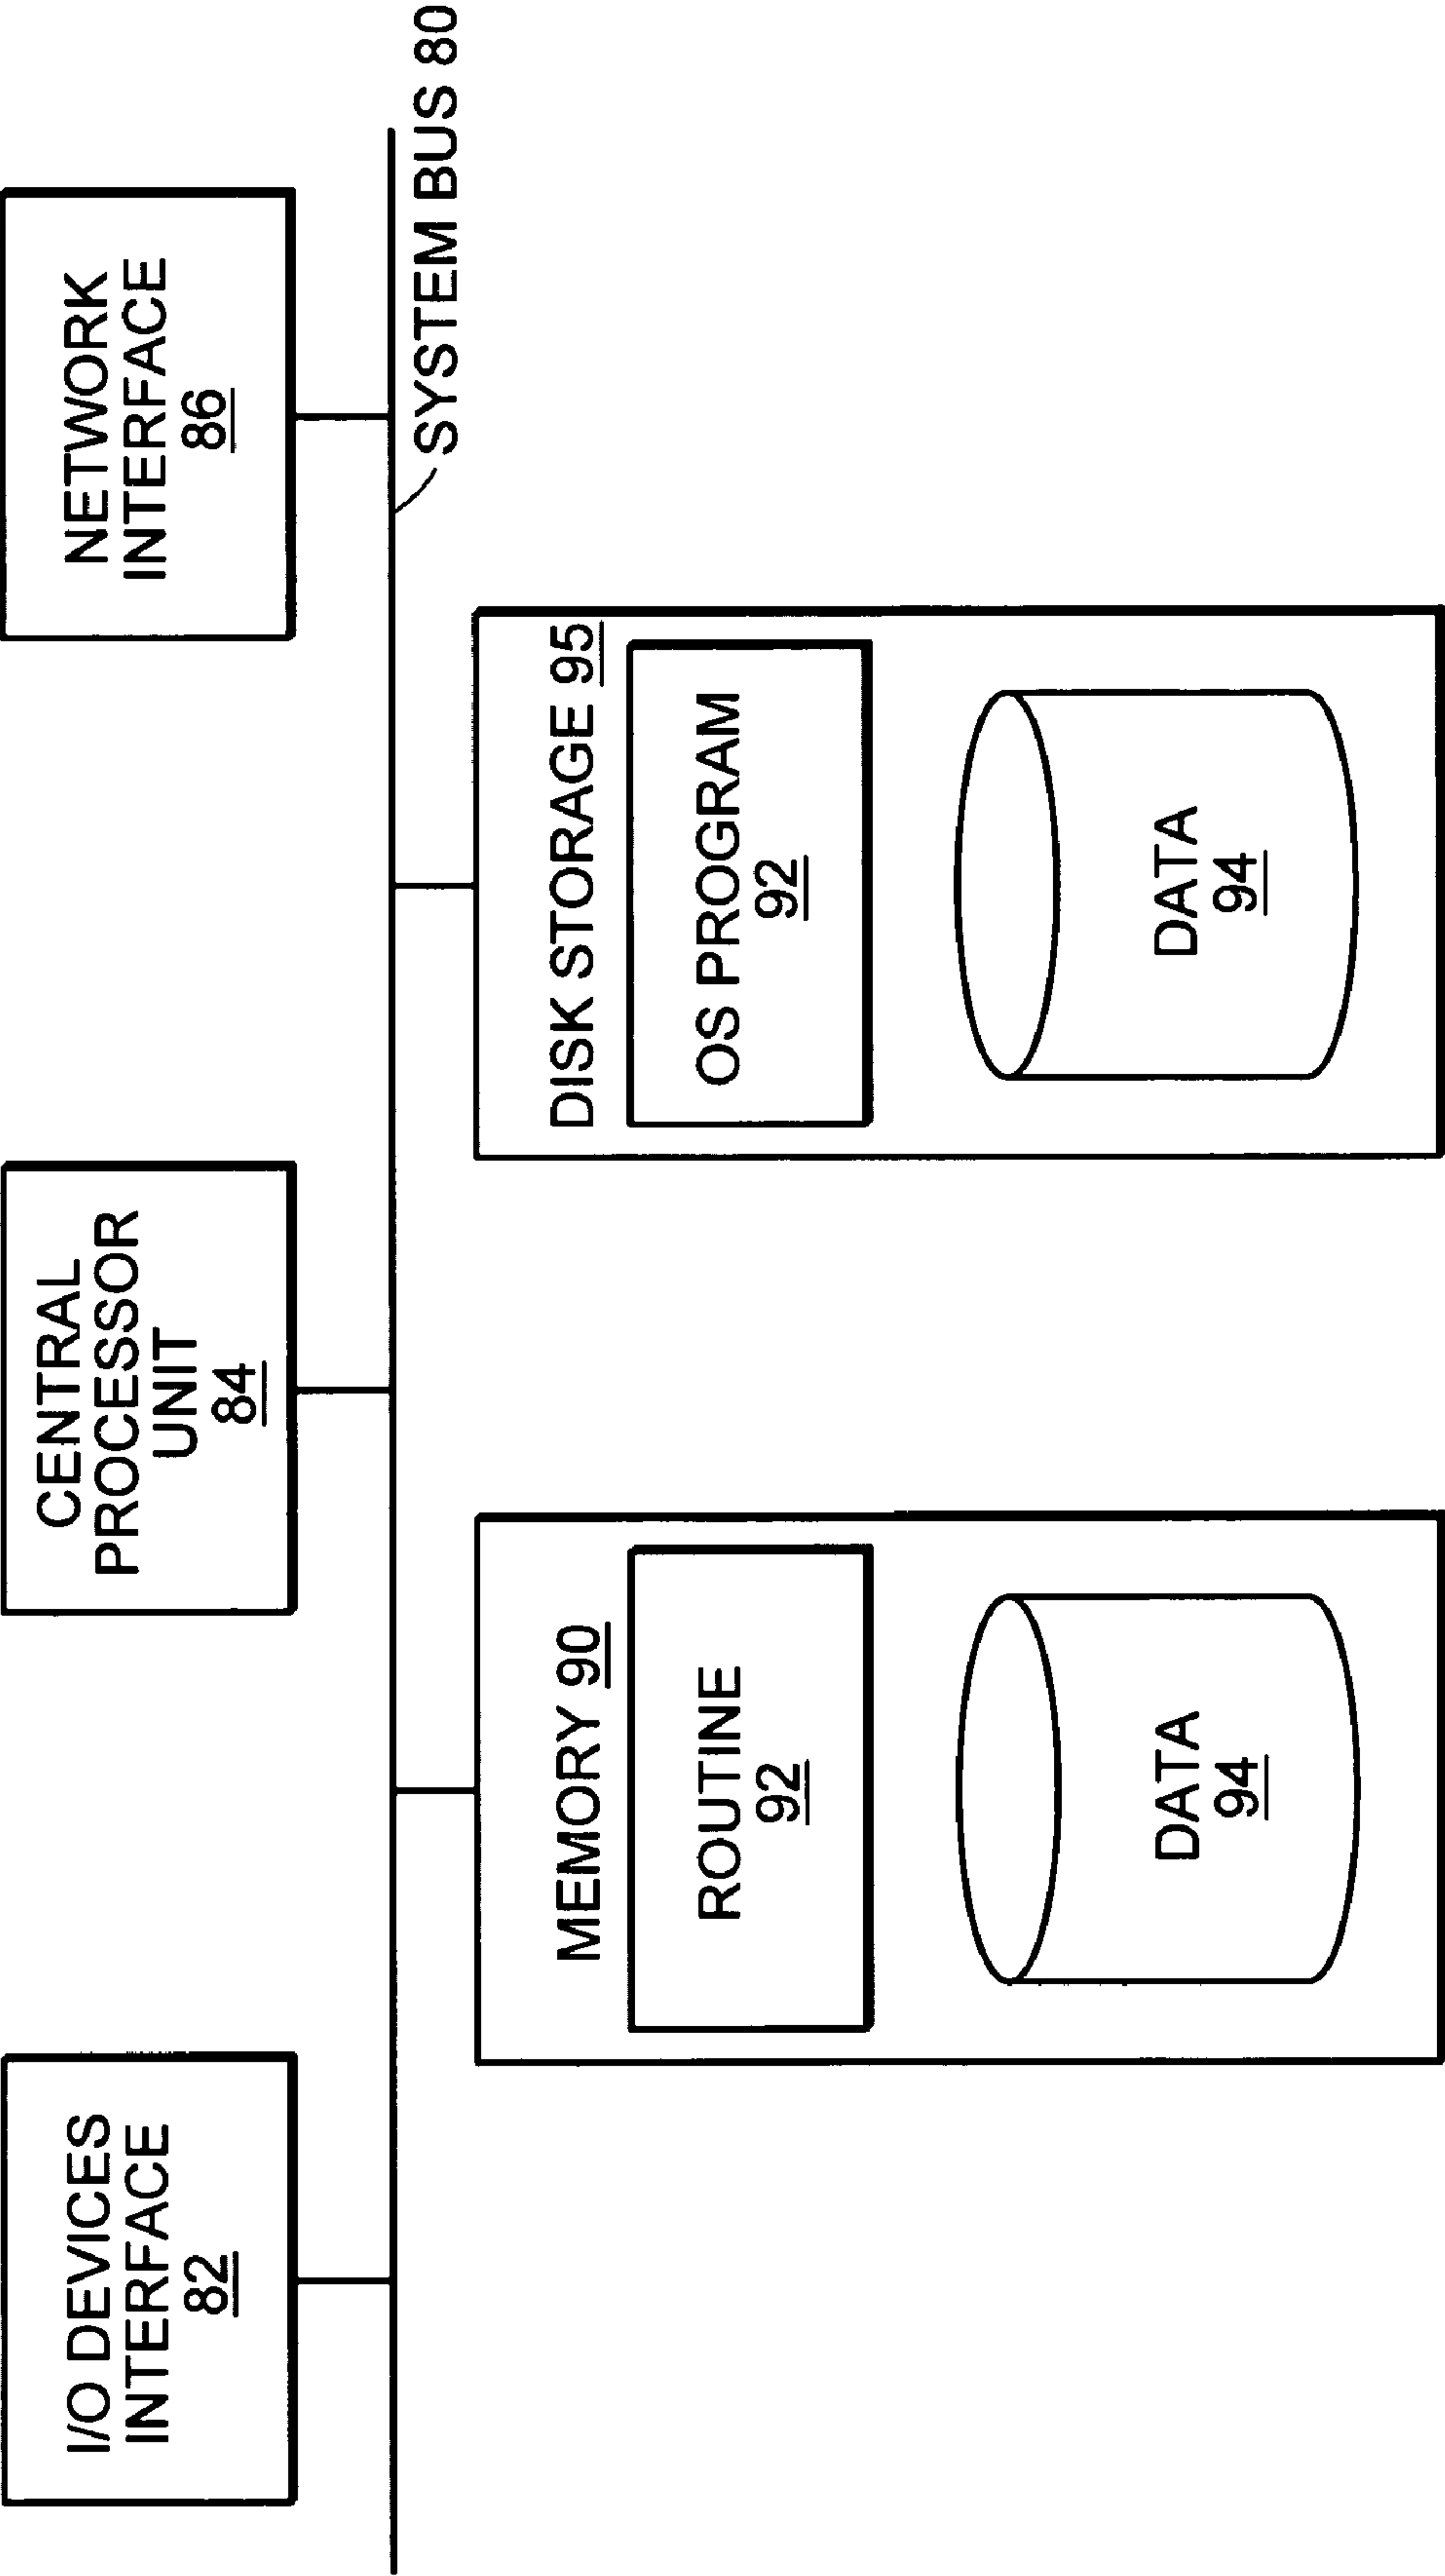 I/O DEVICES
INTERFACE
82
CENTRAL
PROCESSOR
UNIT
84
NETWORK
INTERFACE
86
SYSTEM BUS 80
MEMORY 90
ROUTINE
92
DATA
94
DISK STORAGE 95
OS PROGRAM
92
DATA
94